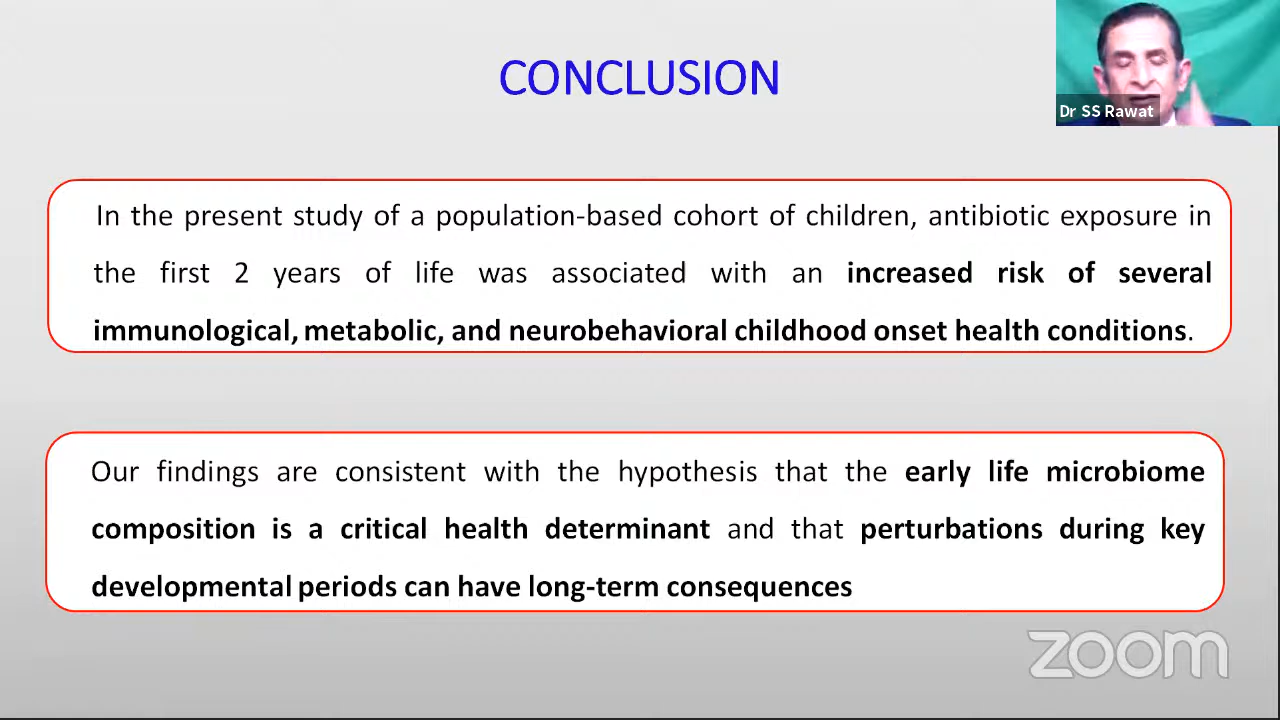 CONCLUSION
Dr SS Rawat
In the present study of a population-based cohort of children, antibiotic exposure in
the first 2 years of life was associated with an increased risk of several
immunological, metabolic, and neurobehavioral childhood onset health conditions.
Our findings are consistent with the hypothesis that the early life microbiome
composition is a critical health determinant and that perturbations during key
developmental periods can have long-term consequences
zoom